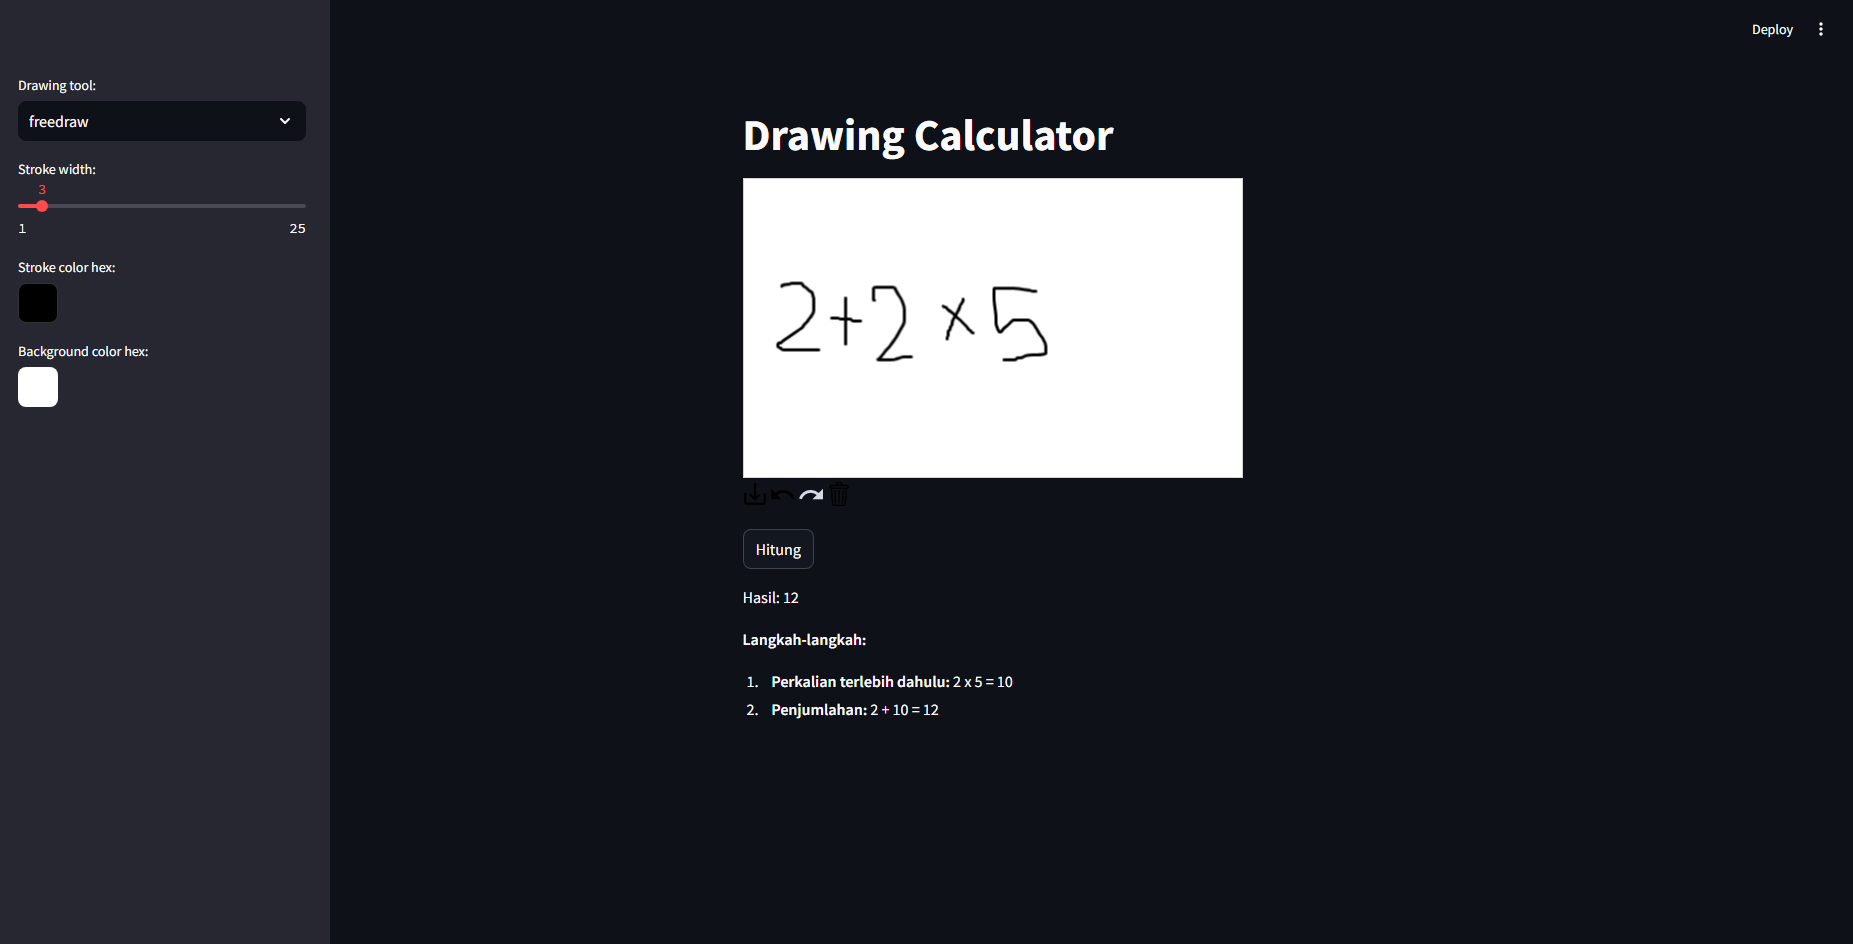 Deploy
Drawing tool:
freedraw
Stroke width:
3
1 25
Stroke color hex:
Background color hex:
Drawing Calculator
2+2×5
Hitung
Hasil: 12
Langkah-langkah:
1. Perkalian terlebih dahulu: 2 x 5 = 10
2. Penjumlahan: 2 + 10 = 12